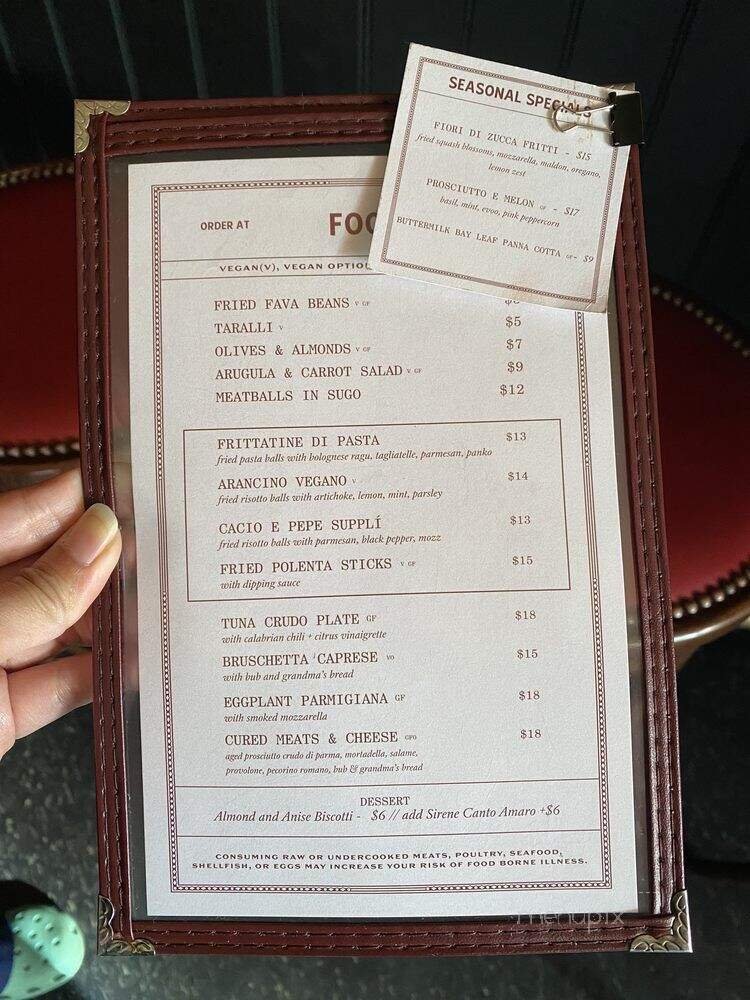 SEASONAL SPECIALS
FIORI DI ZUCCA FRITTI - $15
fried squash blossoms, mozzarella, maldon, oregano,
lemon zest
PROSCIUTTO E MELON GF - $17
basil, mint, evoo, pink peppercorn
BUTTERMILK BAY LEAF PANNA COTTA GF - $9
ORDER AT
VEGAN(V), VEGAN
FRIED FAVA BEANS V GF
TARALLI V $5
OLIVES & ALMONDS V GF $7
ARUGULA & CARROT SALAD V GF $9
MEATBALLS IN SUGO $12
FRITTATINE DI PASTA $13
fried pasta balls with bolognese ragu, tagliatelle, parmesan, panko
ARANCINO VEGANO V $14
fried risotto balls with artichoke, lemon, mint, parsley
CACIO E PEPE SUPPLÍ $13
fried risotto balls with parmesan, black pepper, mozz
FRIED POLENTA STICKS V GF $15
with dipping sauce
TUNA CRUDO PLATE GF $18
with calabrian chili + citrus vinaigrette
BRUSCHETTA CAPRESE VO $15
with bub and grandma's bread
EGGPLANT PARMIGIANA GF $18
with smoked mozzarella
CURED MEATS & CHEESE GFO $18
aged prosciutto crudo di parma, mortadella, salame,
provolone, pecorino romano, bub & grandma's bread
DESSERT
Almond and Anise Biscotti - $6 // add Sirene Canto Amaro +$6
CONSUMING RAW OR UNDERCOOKED MEATS, POULTRY, SEAFOOD,
SHELLFISH, OR EGGS MAY INCREASE YOUR RISK OF FOOD BORNE ILLNESS.
menupix